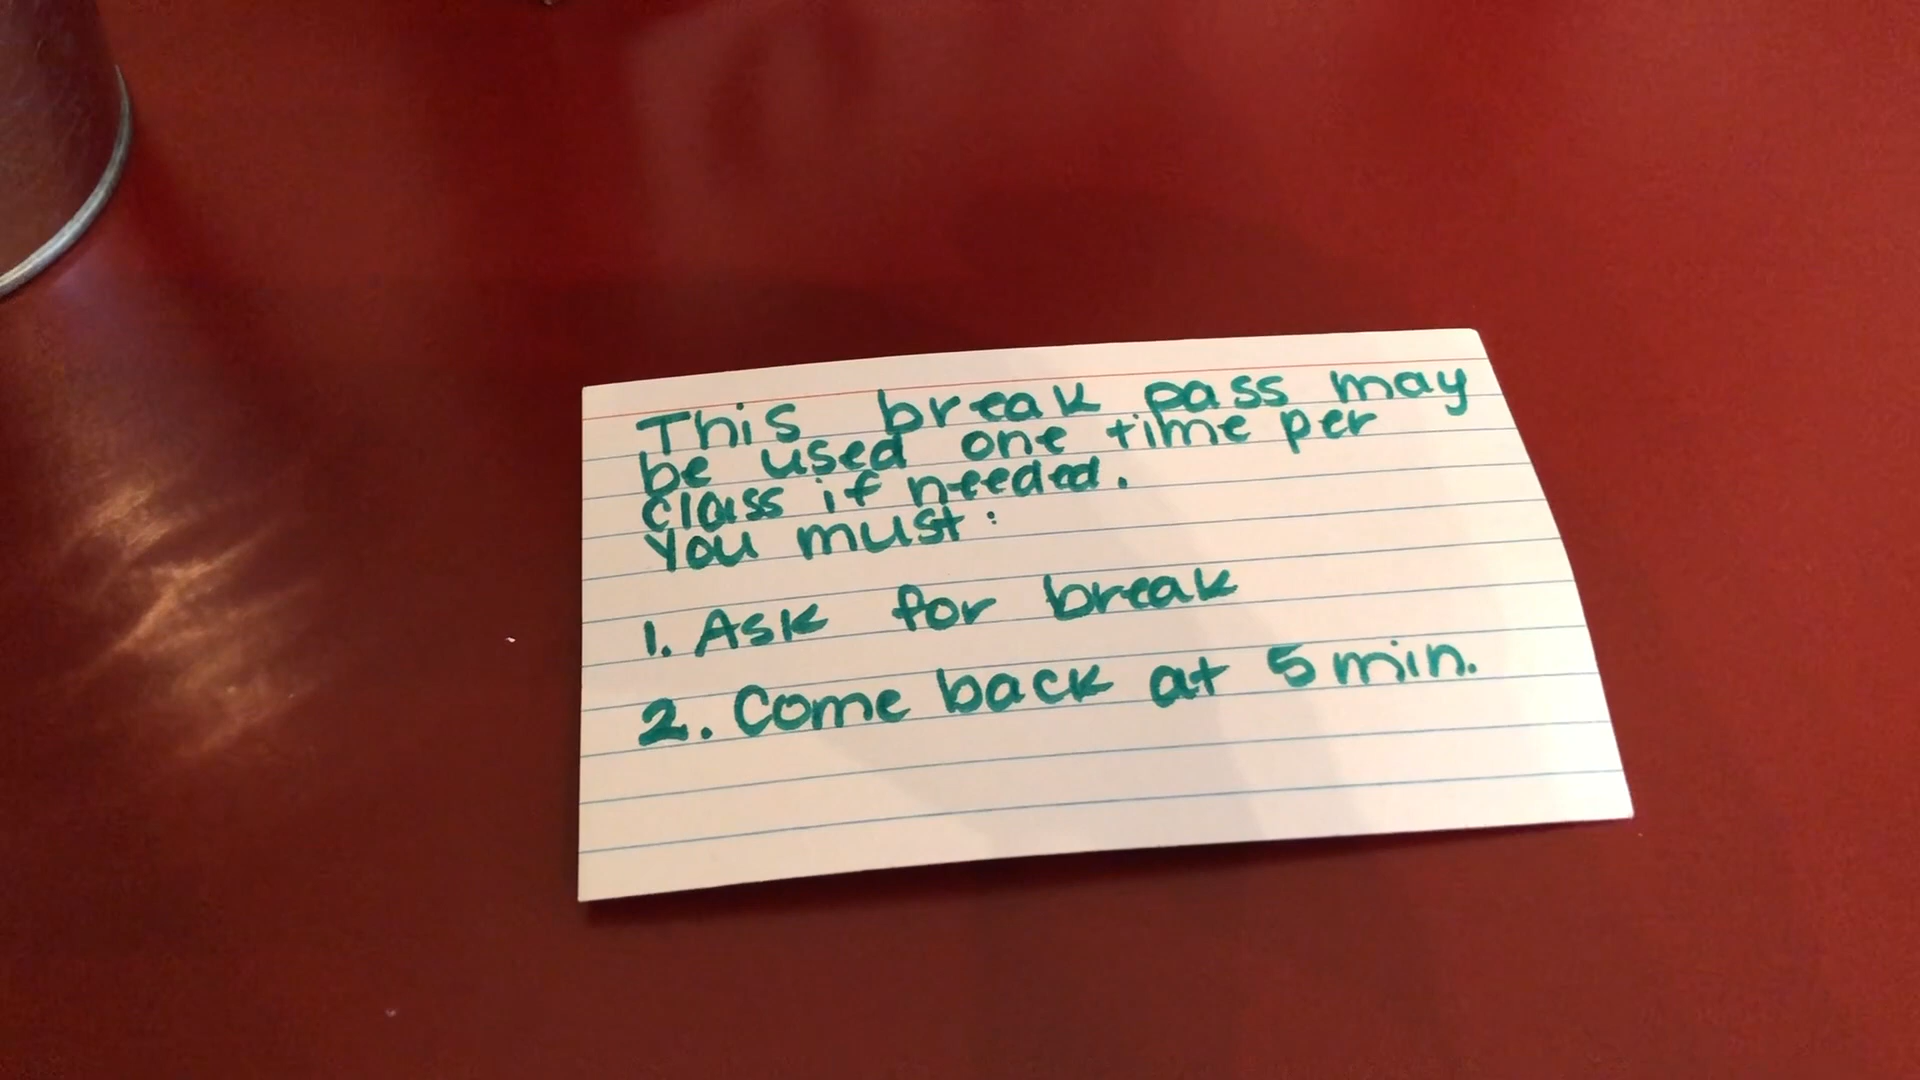 This break pass may
be used one time per
class if needed.
You must:
1. Ask for break
2. Come back at 5 min.